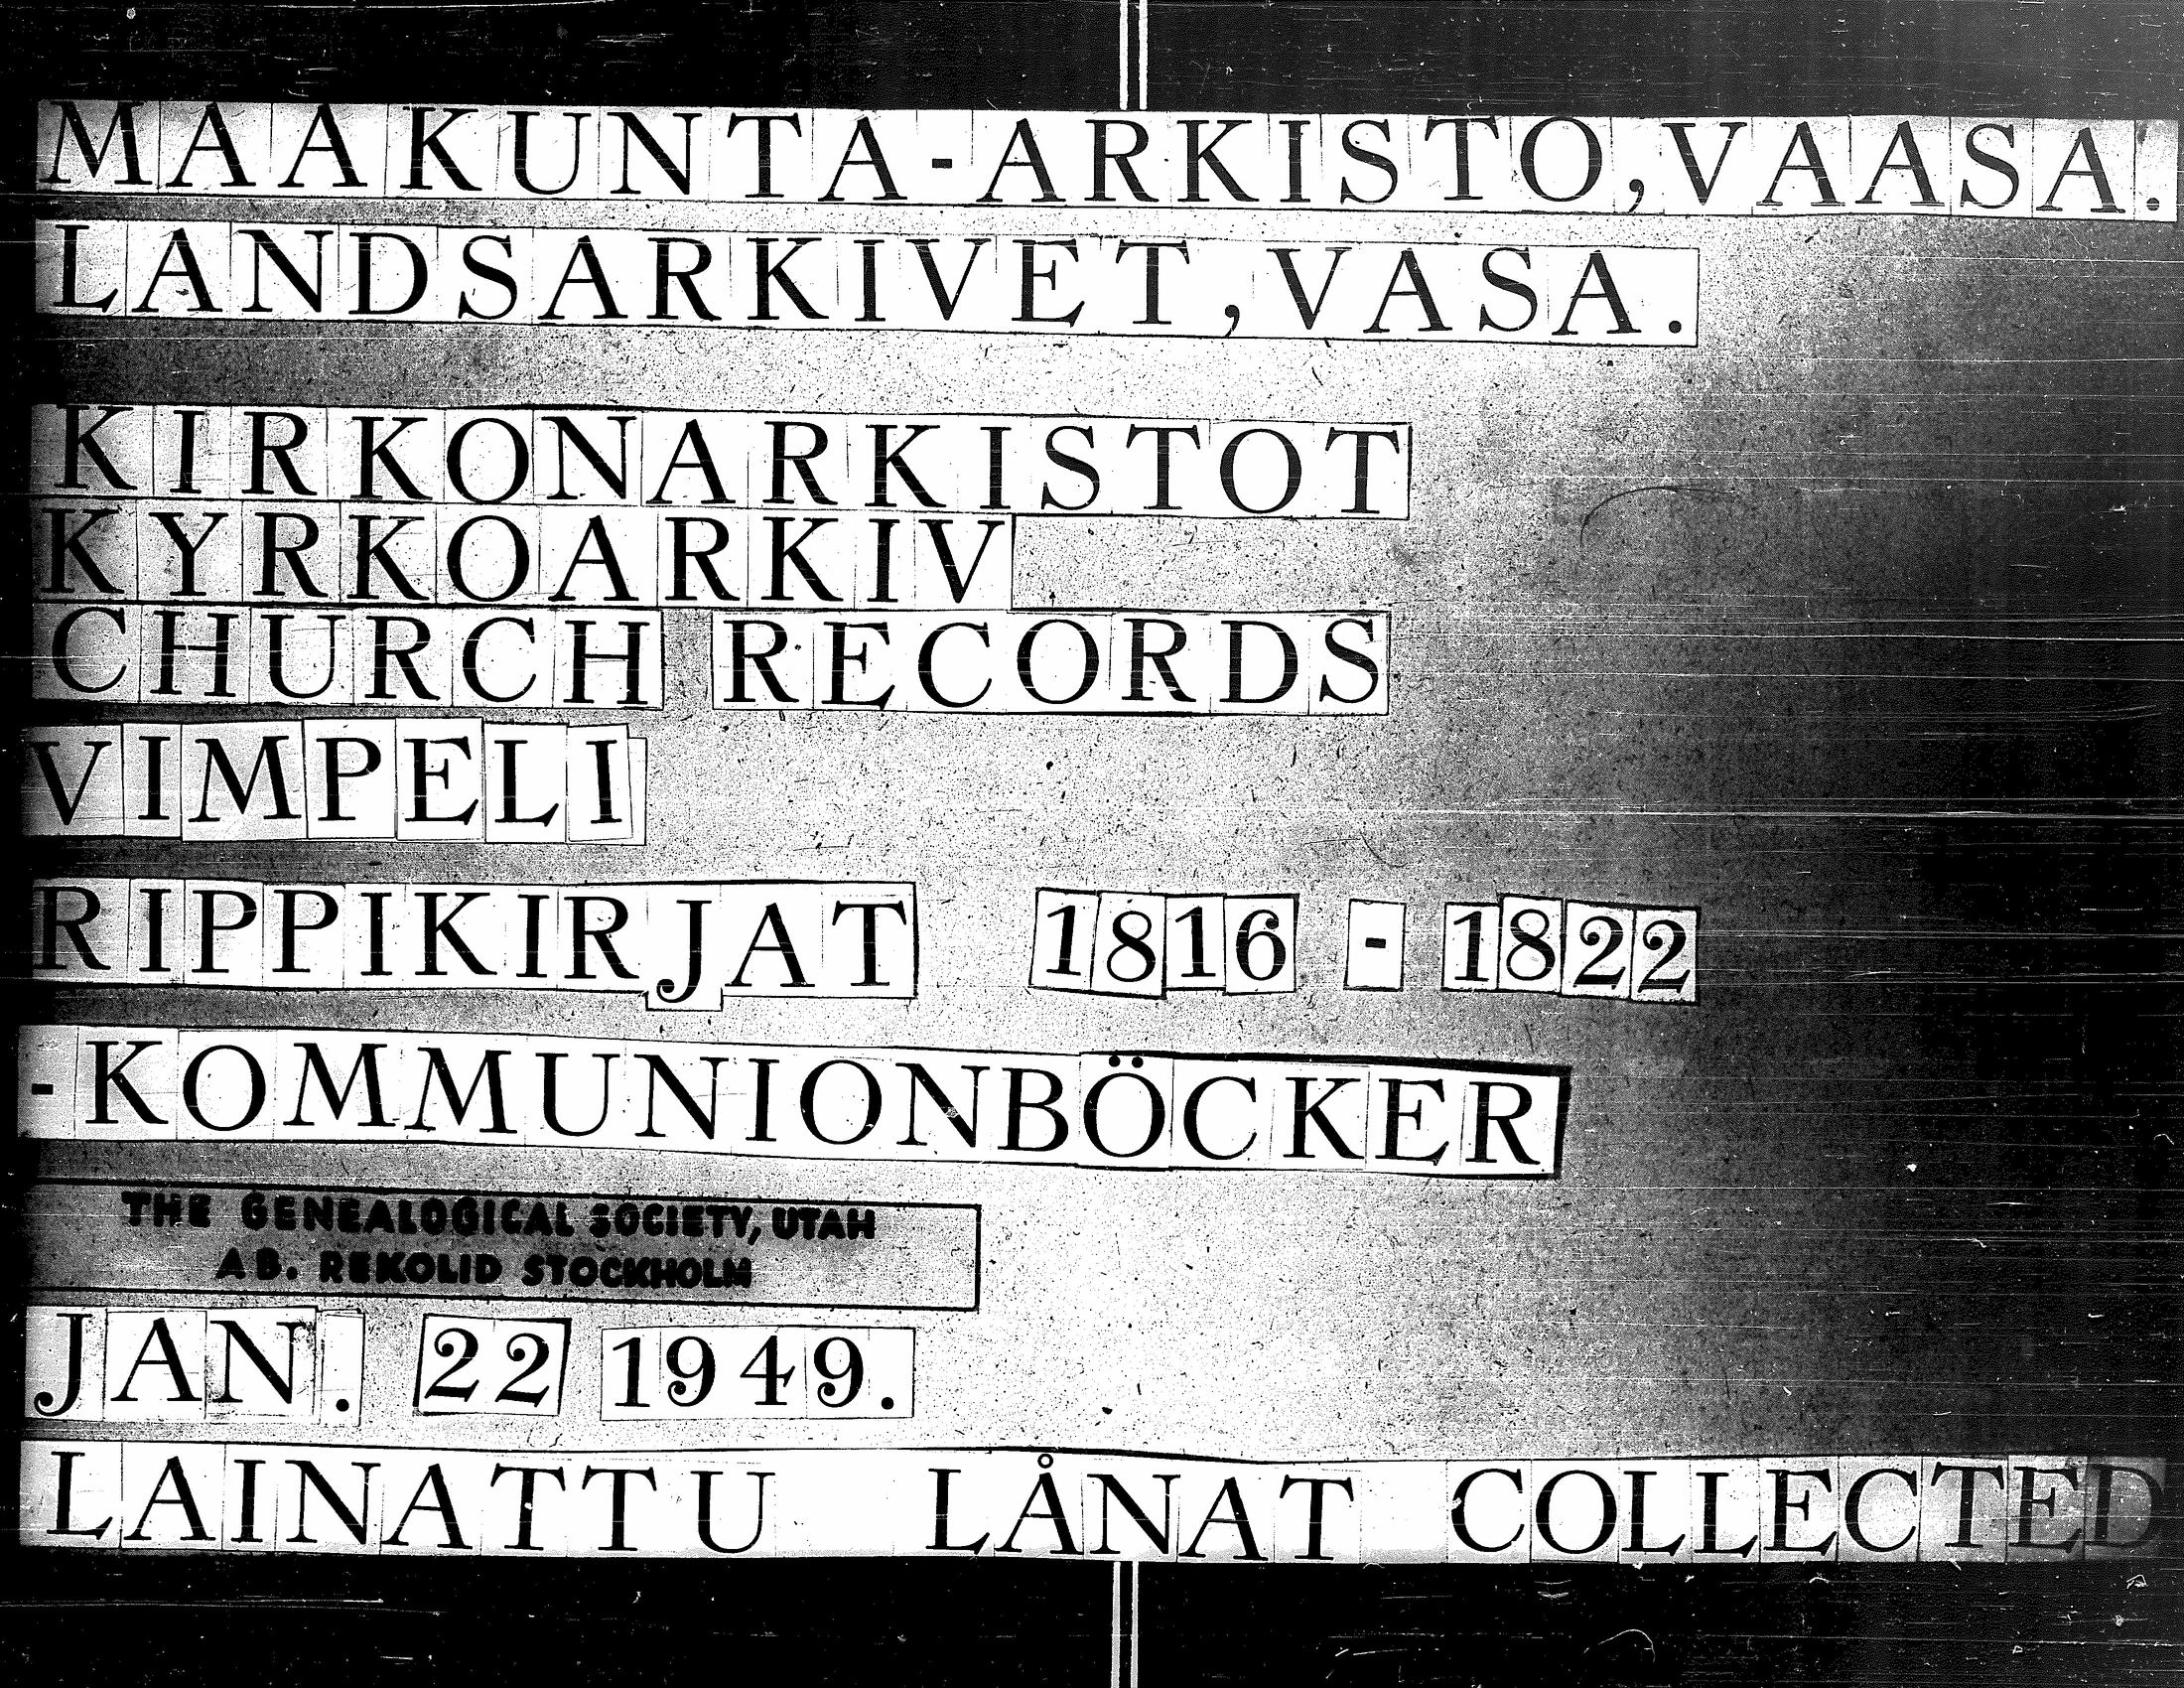 MAAKUNTA-ARKISTO, VAASA.
LANDSARKIVET, VASA.
KIRKONARKISTOT
KYRKOARKIV
CHURCH RECORDS
VIMPELI
RIPPIKIRJAT 1816 - 1822
-KOMMUNIONBÖCKER
THE GENEALOGICAL SOCIETY, UTAH
AB. REKOLID STOCKHOLM
JAN. 22 1949.
LAINATTU LÅNAT COLLECTED